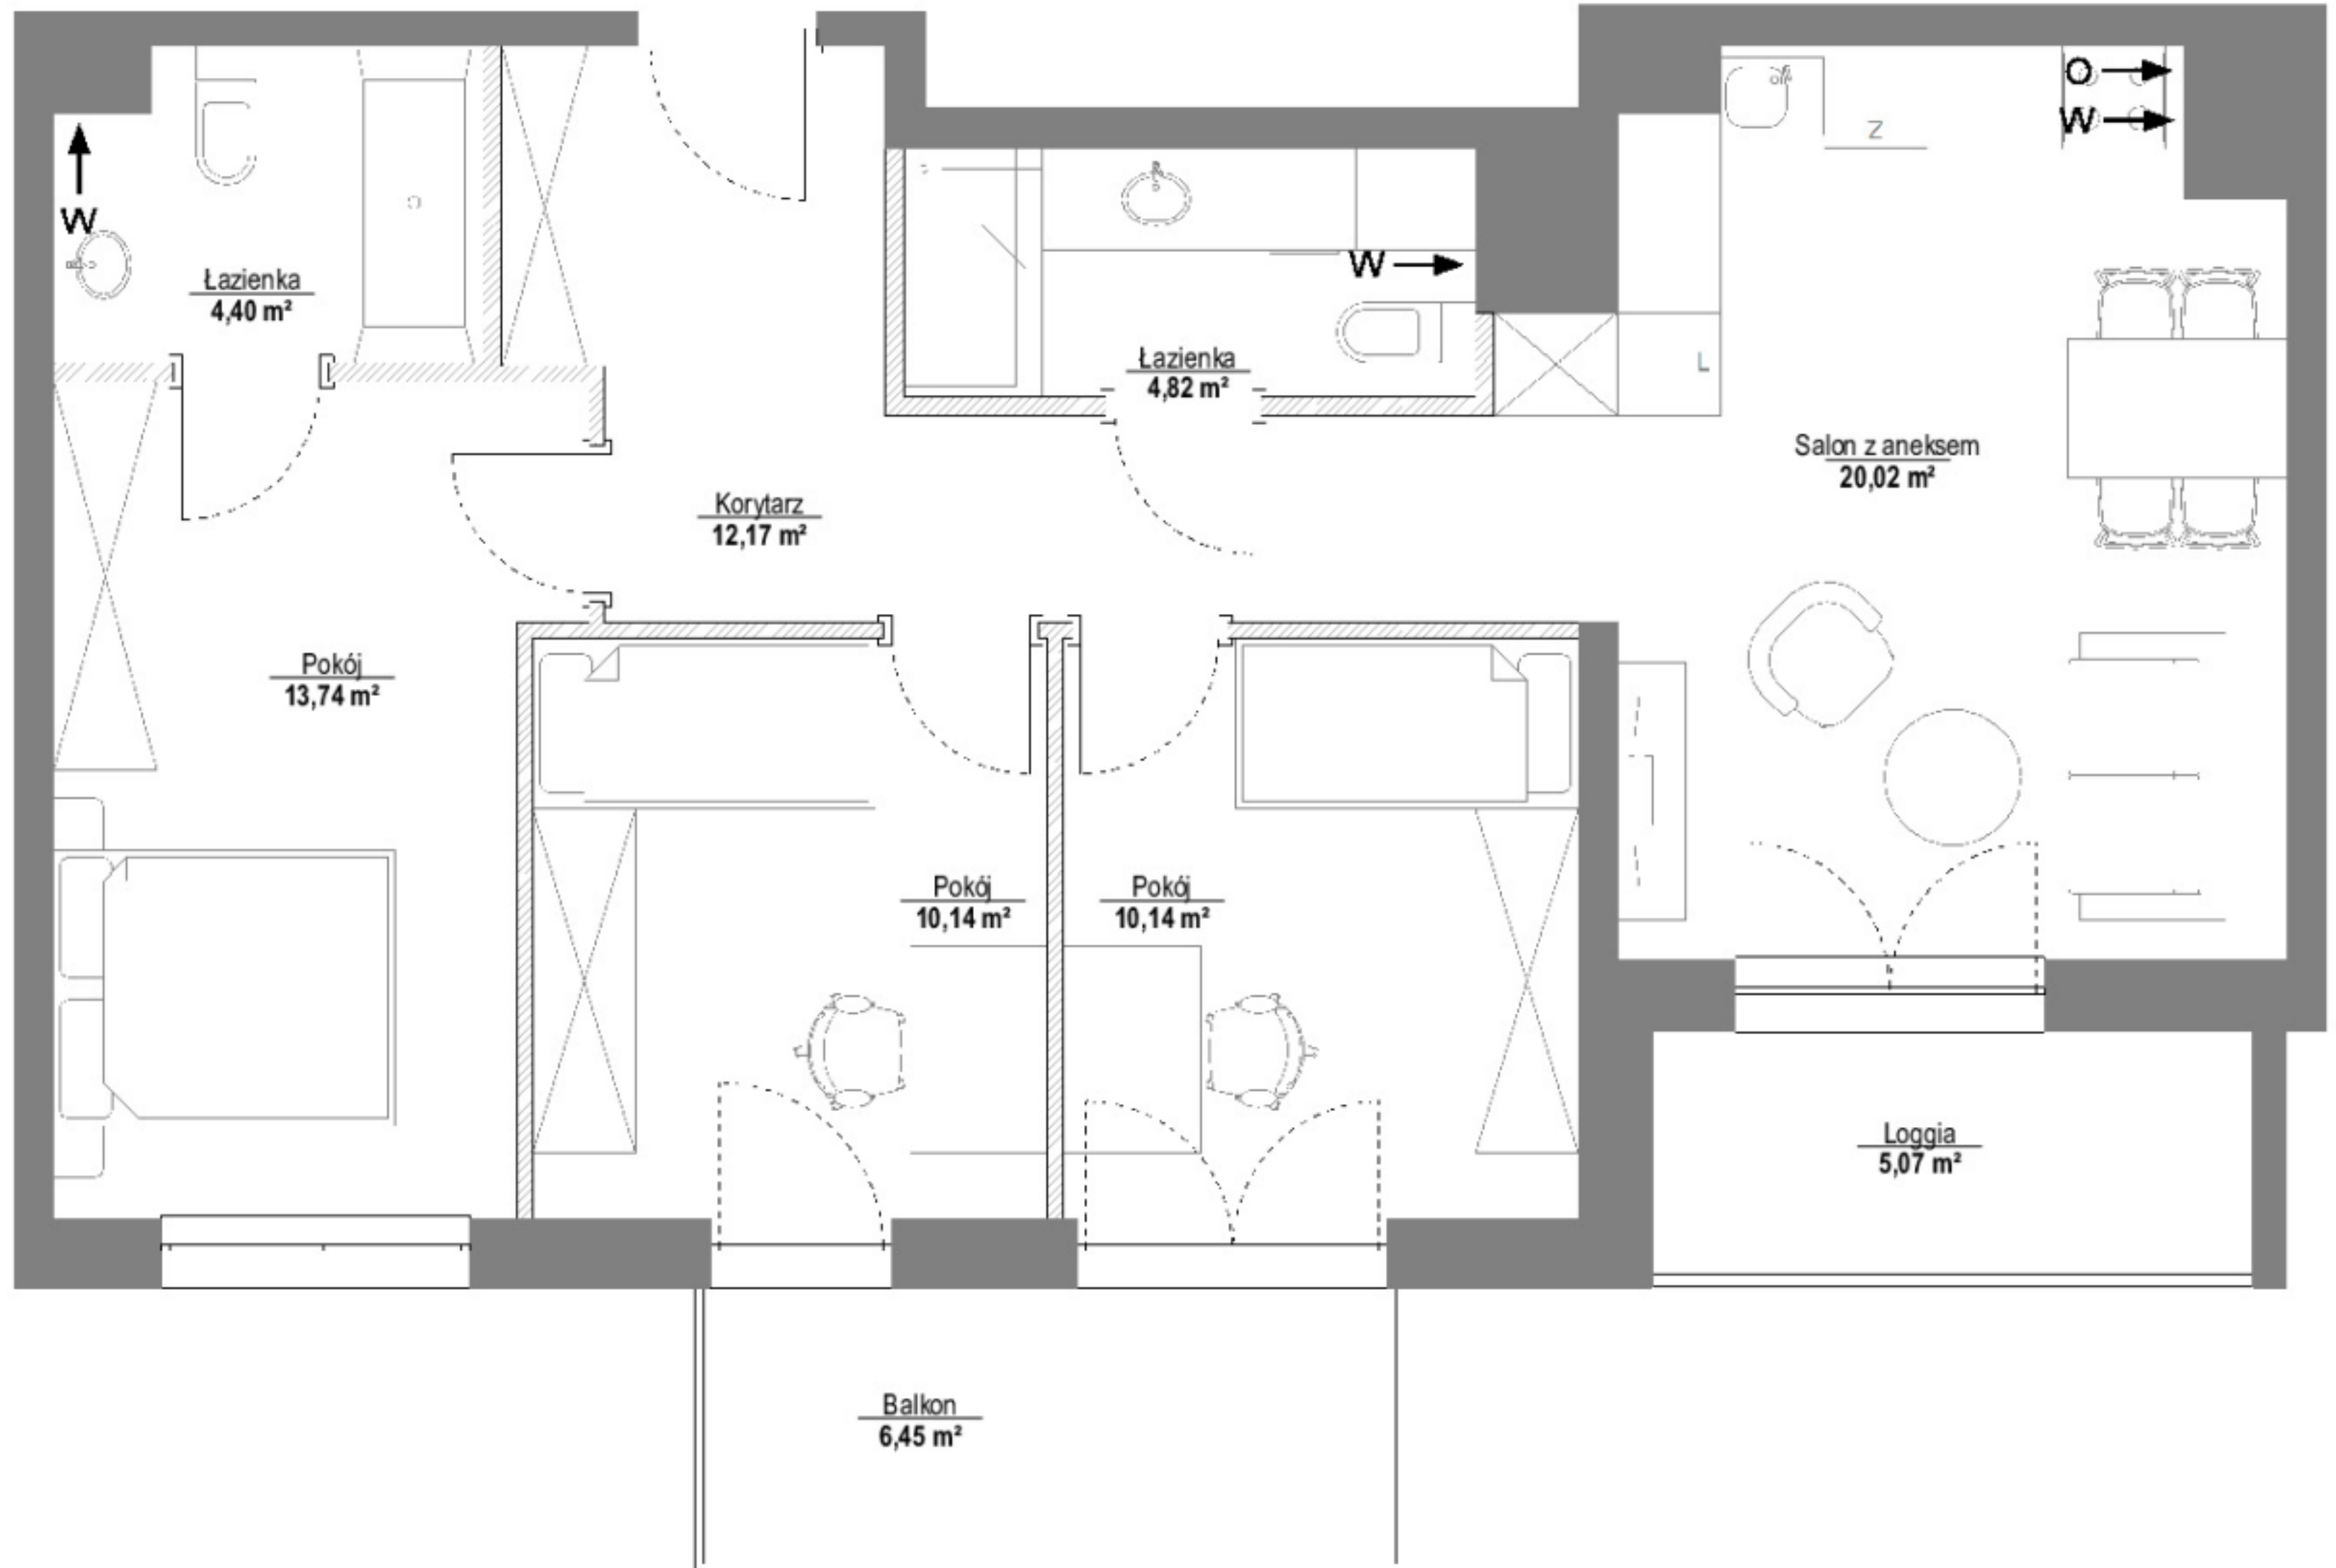 O
W
Z
W
Łazienka
4,40 m²
W
Łazienka
4,82 m²
L
Salon z aneksem
20,02 m²
Korytarz
12,17 m²
Pokój
13,74 m²
Pokój
10,14 m²
Pokój
10,14 m²
Loggia
5,07 m²
Balkon
6,45 m²